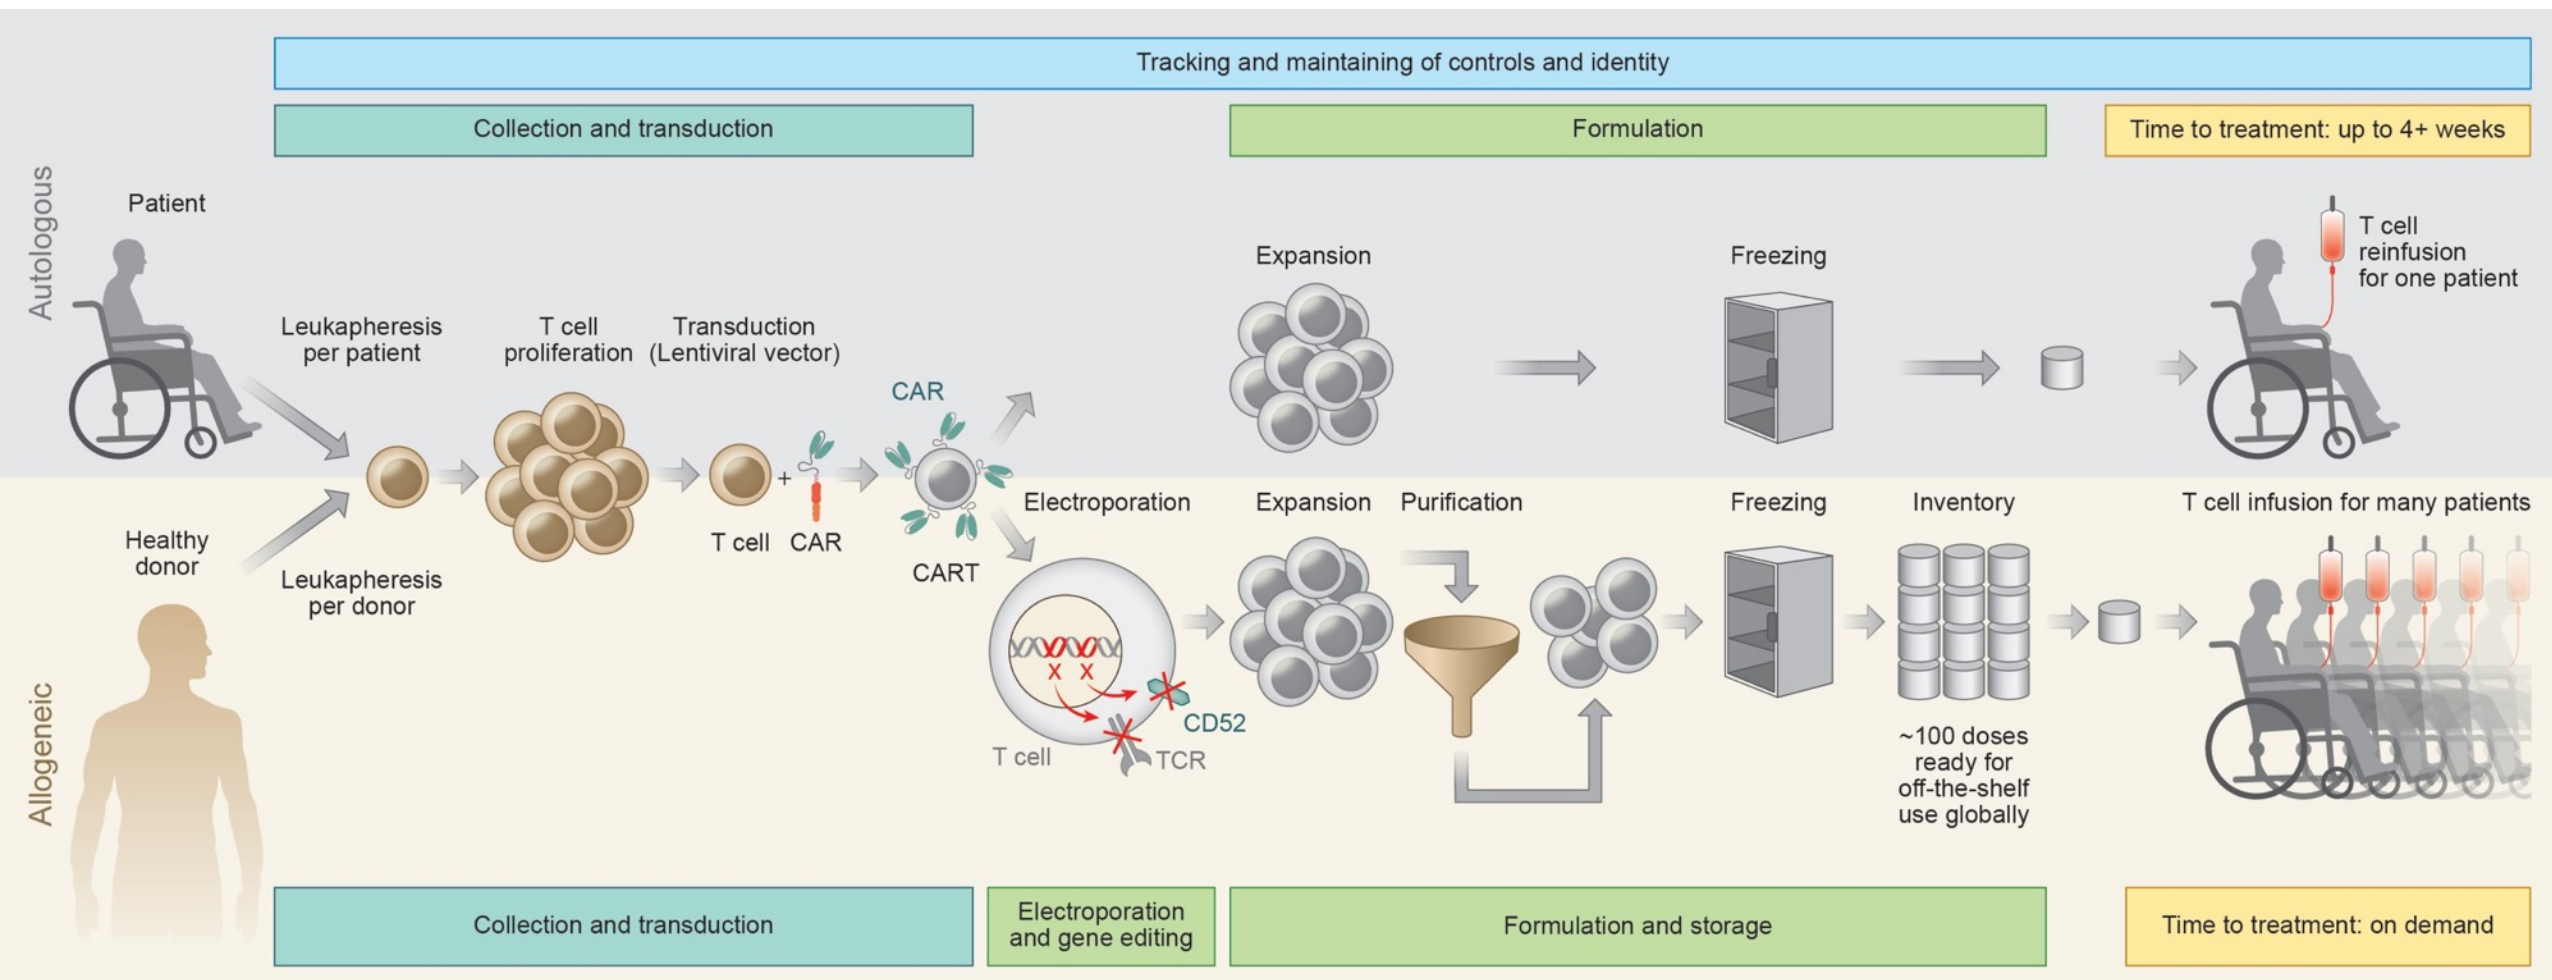 Tracking and maintaining of controls and identity
Collection and transduction
Formulation
Time to treatment: up to 4+ weeks
Autologous
Patient
Leukapheresis
per patient
T cell
proliferation
Transduction
(Lentiviral vector)
CAR
Expansion
Freezing
T cell
reinfusion
for one patient
+
T cell
CAR
CART
Allogeneic
Healthy
donor
Leukapheresis
per donor
Electroporation
X X
CD52
TCR
T cell
Expansion
Purification
Freezing
Inventory
~100 doses
ready for
off-the-shelf
use globally
T cell infusion for many patients
Collection and transduction
Electroporation
and gene editing
Formulation and storage
Time to treatment: on demand